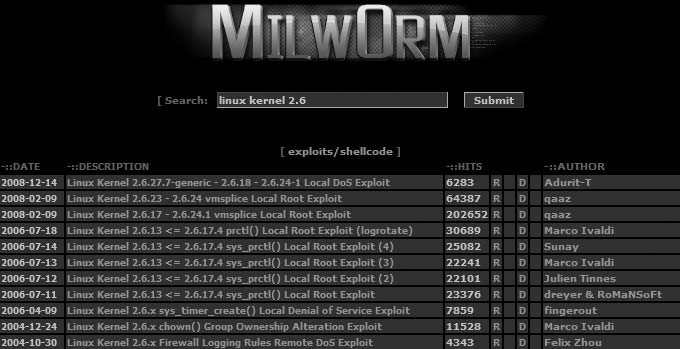 MILW0RM
[ Search: linux kernel 2.6 Submit
[ exploits/shellcode ]
-::DATE -::DESCRIPTION -::HITS -::AUTHOR
2008-12-14 Linux Kernel 2.6.27.7-generic - 2.6.18 - 2.6.24-1 Local DoS Exploit 6283 R D Adurit-T
2008-02-09 Linux Kernel 2.6.23 - 2.6.24 vmsplice Local Root Exploit 64387 R D qaaz
2008-02-09 Linux Kernel 2.6.17 - 2.6.24.1 vmsplice Local Root Exploit 202652 R D qaaz
2006-07-18 Linux Kernel 2.6.13 <= 2.6.17.4 prctl() Local Root Exploit (logrotate) 30689 R D Marco Ivaldi
2006-07-14 Linux Kernel 2.6.13 <= 2.6.17.4 sys_prctl() Local Root Exploit (4) 25082 R D Sunay
2006-07-13 Linux Kernel 2.6.13 <= 2.6.17.4 sys_prctl() Local Root Exploit (3) 22241 R D Marco Ivaldi
2006-07-12 Linux Kernel 2.6.13 <= 2.6.17.4 sys_prctl() Local Root Exploit (2) 22101 R D Julien Tinnes
2006-07-11 Linux Kernel 2.6.13 <= 2.6.17.4 sys_prctl() Local Root Exploit 23376 R D dreyer & RoMaNSoFt
2006-04-09 Linux Kernel 2.6.x sys_timer_create() Local Denial of Service Exploit 7859 R D fingerout
2004-12-24 Linux Kernel 2.6.x chown() Group Ownership Alteration Exploit 11528 R D Marco Ivaldi
2004-10-30 Linux Kernel 2.6.x Firewall Logging Rules Remote DoS Exploit 4343 R D Felix Zhou